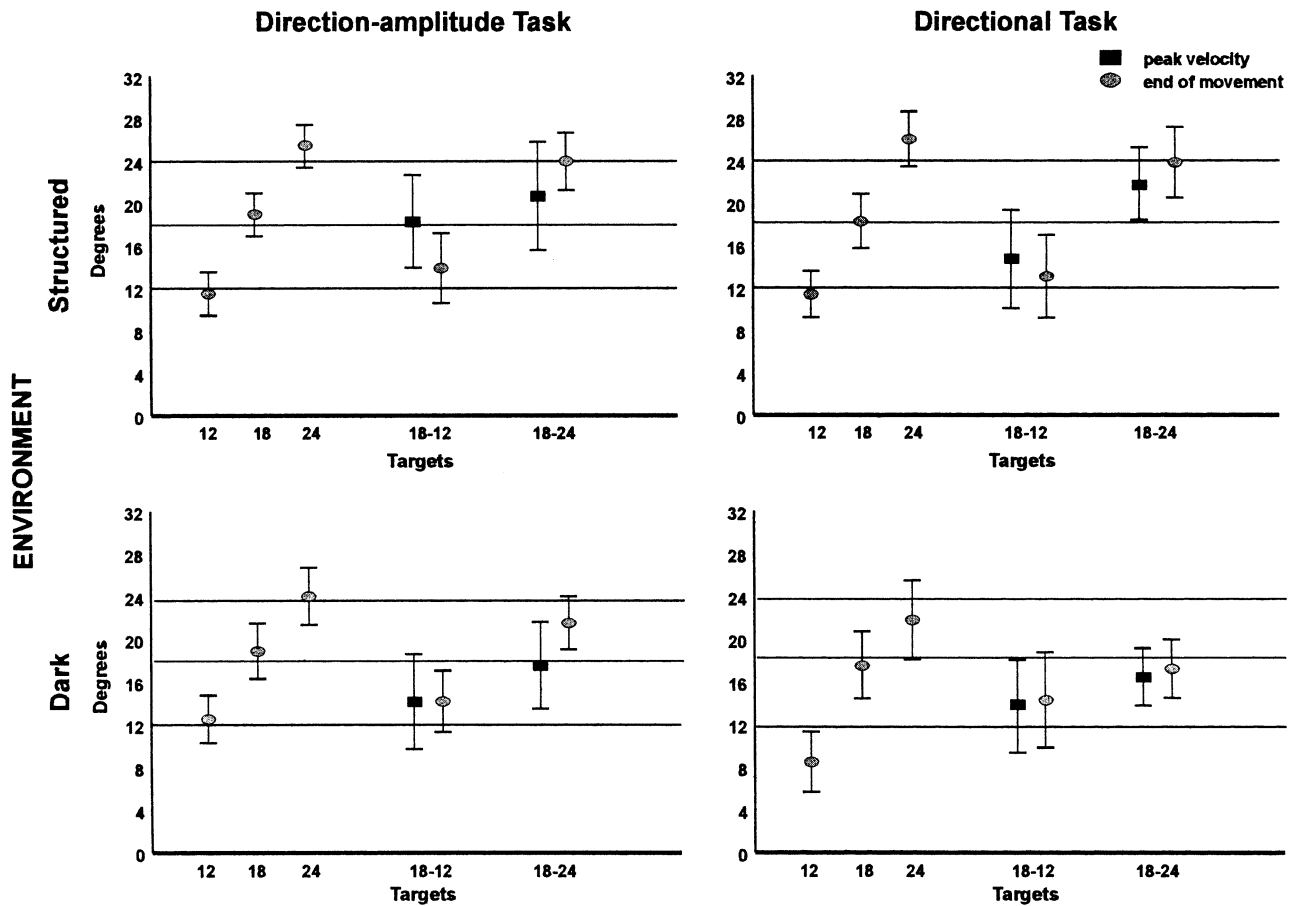 Direction-amplitude Task
Directional Task
peak velocity
end of movement
ENVIRONMENT
Structured
Degrees
32
28
24
20
16
12
8
4
0
12 18 24 18-12 18-24
Targets
32
28
24
20
16
12
8
4
0
12 18 24 18-12 18-24
Targets
Dark
Degrees
32
28
24
20
16
12
8
4
0
12 18 24 18-12 18-24
Targets
32
28
24
20
16
12
8
4
0
12 18 24 18-12 18-24
Targets